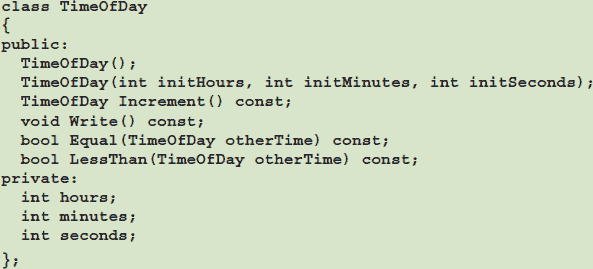 class TimeOfDay
{
public:
  TimeOfDay();
  TimeOfDay(int initHours, int initMinutes, int initSeconds);
  TimeOfDay Increment() const;
  void Write() const;
  bool Equal(TimeOfDay otherTime) const;
  bool LessThan(TimeOfDay otherTime) const;
private:
  int hours;
  int minutes;
  int seconds;
};